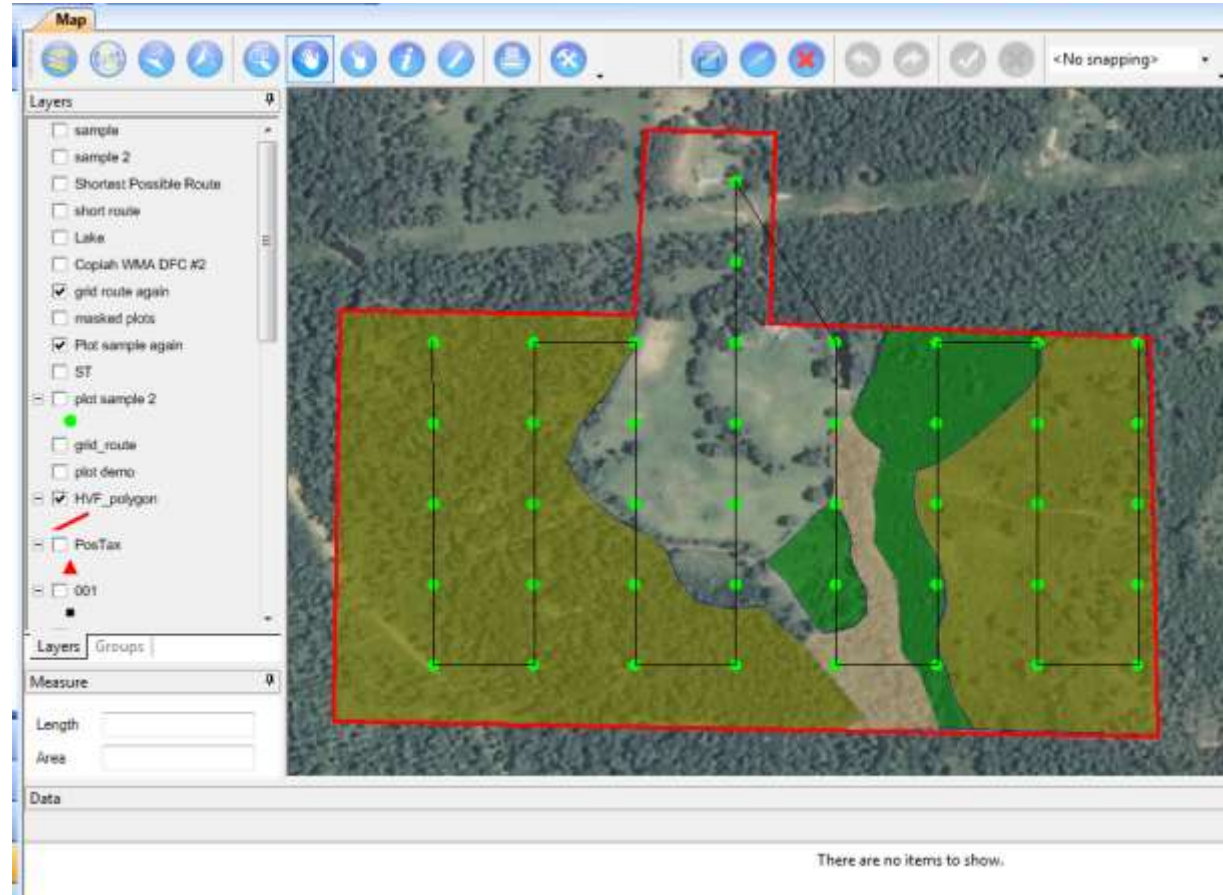 Map
<No snapping>
Layers
sample
sample 2
Shortest Possible Route
short route
Lake
Copiah WMA DFC #2
grid route again
masked plots
Plot sample again
ST
plot sample 2
grid_route
plot demo
HVF_polygon
PosTax
001
Layers Groups
Measure
Length
Area
Data
There are no items to show.